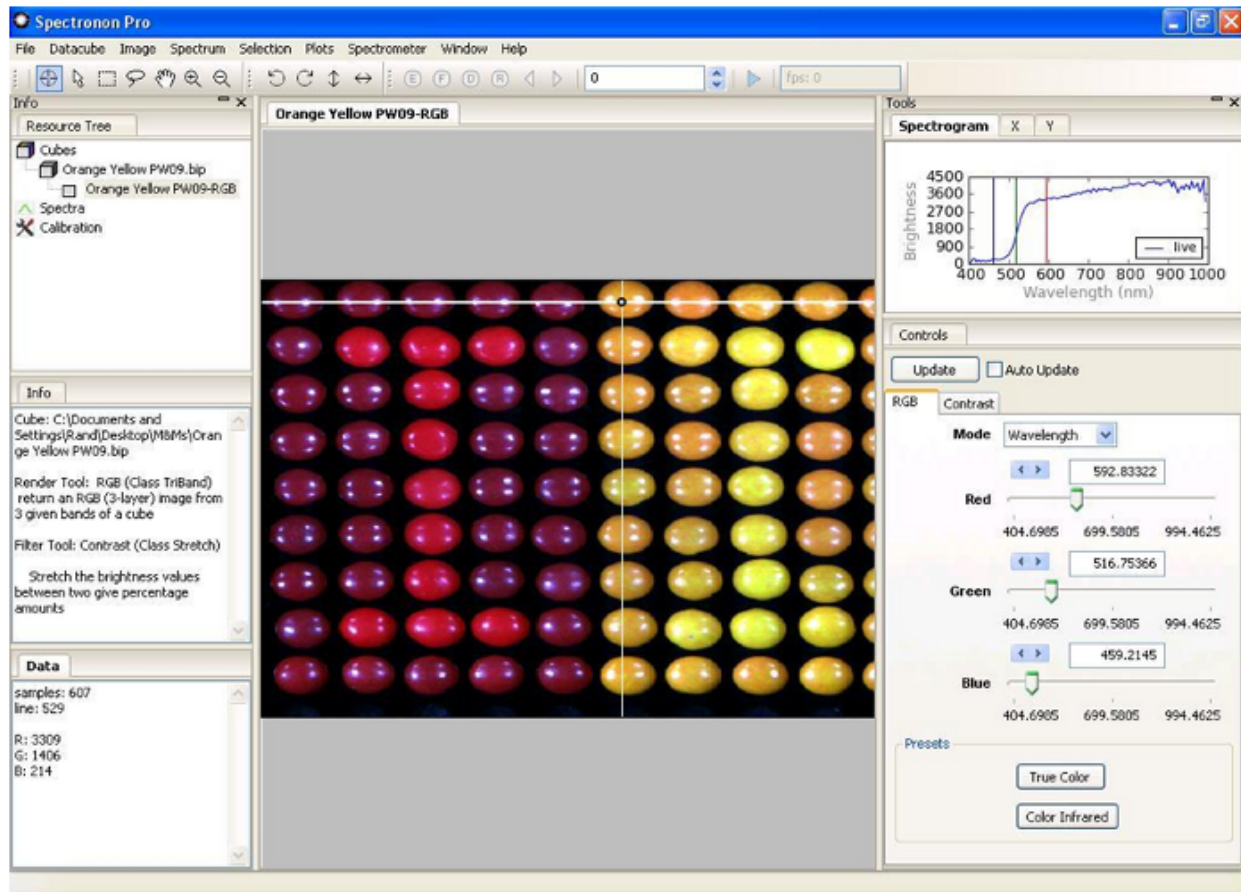 Spectronon Pro
File Datacube Image Spectrum Selection Plots Spectrometer Window Help
E F D R 0 fps: 0
Info
Resource Tree
Cubes
Orange Yellow PW09.bip
Orange Yellow PW09-RGB
Spectra
Calibration
Info
Cube: C:\Documents and
Settings\Rand\Desktop\M&Ms\Oran
ge Yellow PW09.bip
Render Tool: RGB (Class TriBand)
return an RGB (3-layer) image from
3 given bands of a cube
Filter Tool: Contrast (Class Stretch)
Stretch the brightness values
between two give percentage
amounts
Data
samples: 607
line: 529
R: 3309
G: 1406
B: 214
Orange Yellow PW09-RGB
Tools
Spectrogram X Y
4500
3600
2700
1800
900
0
Brightness
live
400 500 600 700 800 900 1000
Wavelength (nm)
Controls
Update Auto Update
RGB Contrast
Mode Wavelength
592.83322
Red
404.6985 699.5805 994.4625
516.75366
Green
404.6985 699.5805 994.4625
459.2145
Blue
404.6985 699.5805 994.4625
Presets
True Color
Color Infrared